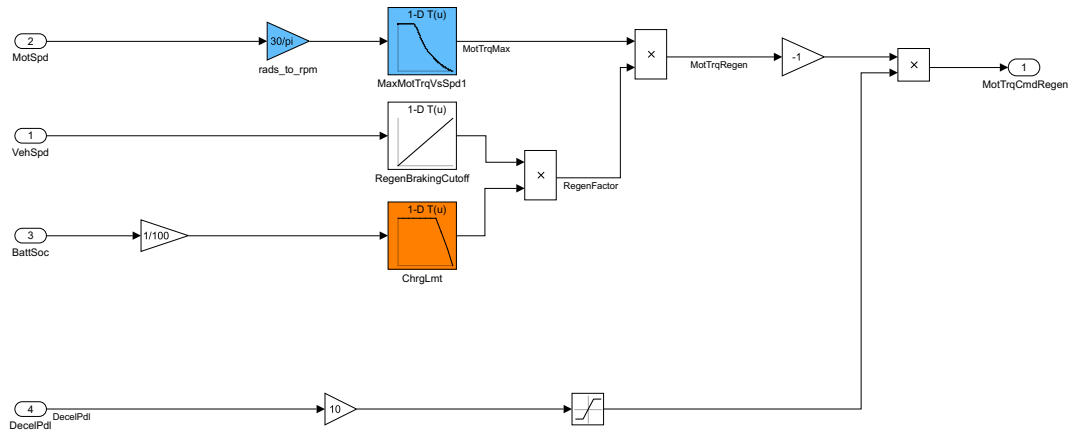 2
MotSpd
30/pi
rads_to_rpm
1-D T(u)
MaxMotTrqVsSpd1
MotTrqMax
×
MotTrqRegen
-1
×
1
MotTrqCmdRegen
1
VehSpd
1-D T(u)
RegenBrakingCutoff
×
RegenFactor
3
BattSoc
1/100
1-D T(u)
ChrgLmt
4
DecelPdl
DecelPdl
10